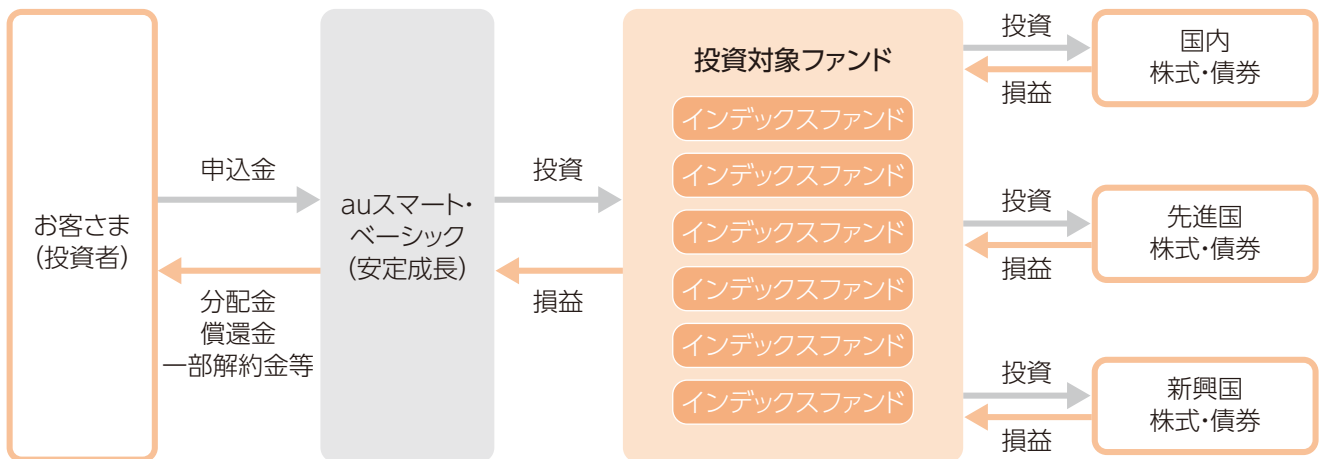 お客さま
(投資者)
申込金
分配金
償還金
一部解約金等
auスマート・
ベーシック
(安定成長)
投資
損益
投資対象ファンド
インデックスファンド
インデックスファンド
インデックスファンド
インデックスファンド
インデックスファンド
インデックスファンド
投資
損益
国内
株式・債券
投資
損益
先進国
株式・債券
投資
損益
新興国
株式・債券